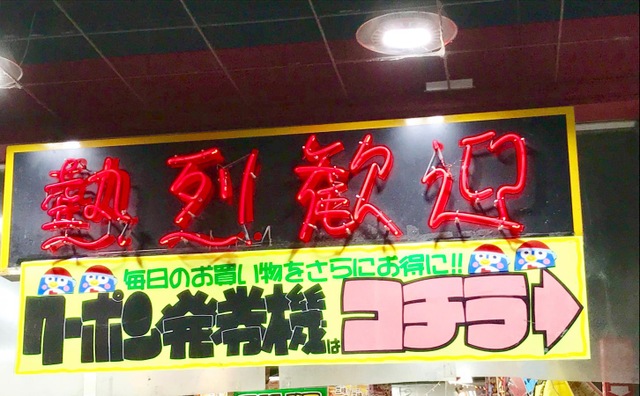 熱烈歓迎
毎日のお買い物をさらにお得に!!
クーポン発券機はコチラ